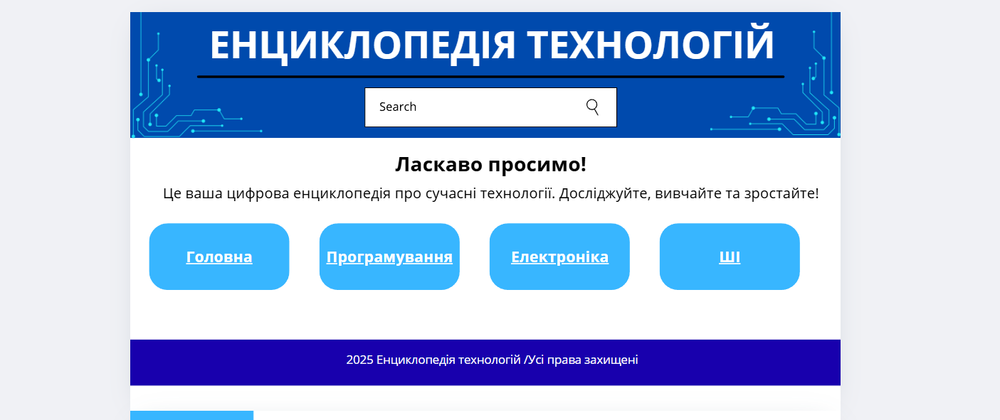 ЕНЦИКЛОПЕДІЯ ТЕХНОЛОГІЙ
Search
Ласкаво просимо!
Це ваша цифрова енциклопедія про сучасні технології. Досліджуйте, вивчайте та зростайте!
Головна
Програмування
Електроніка
ШІ
2025 Енциклопедія технологій /Усі права захищені